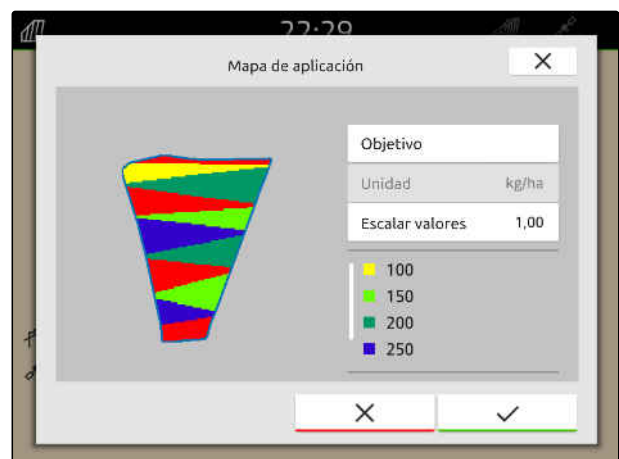 22:29
Mapa de aplicación
Objetivo
Unidad kg/ha
Escalar valores 1,00
100
150
200
250